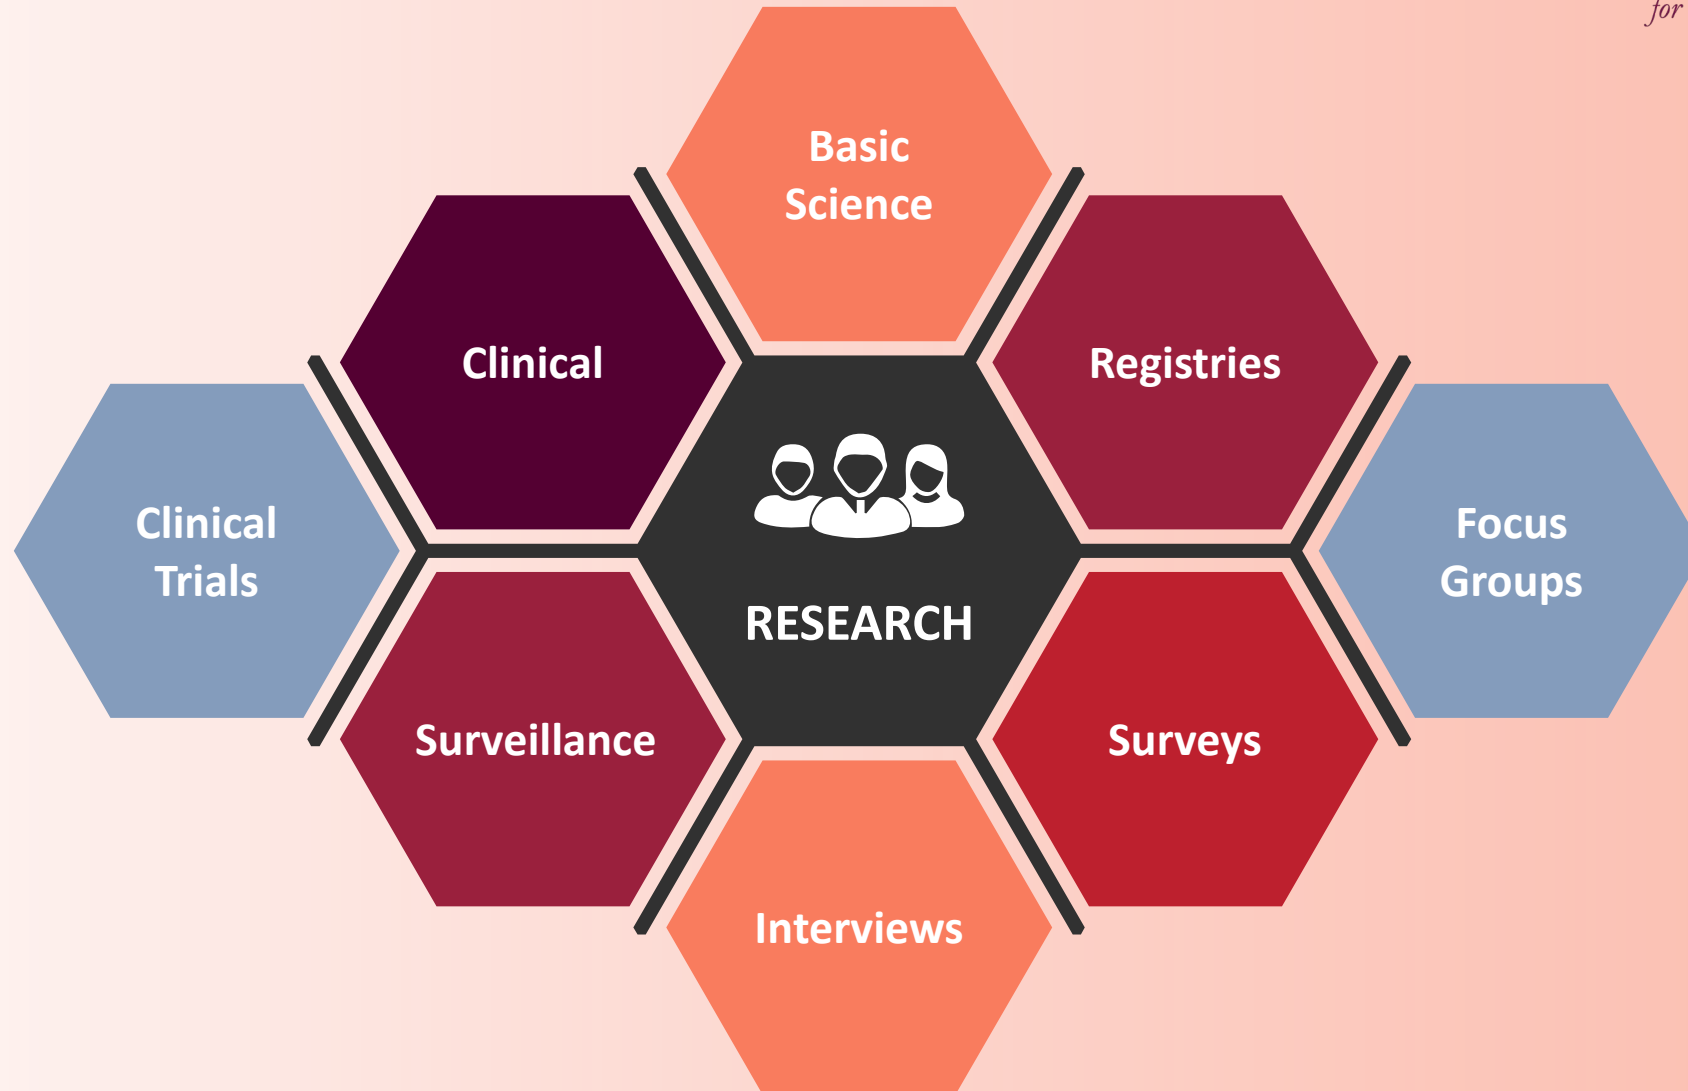 for
Basic
Science
Clinical
Registries
Clinical
Trials
Focus
Groups
RESEARCH
Surveillance
Surveys
Interviews